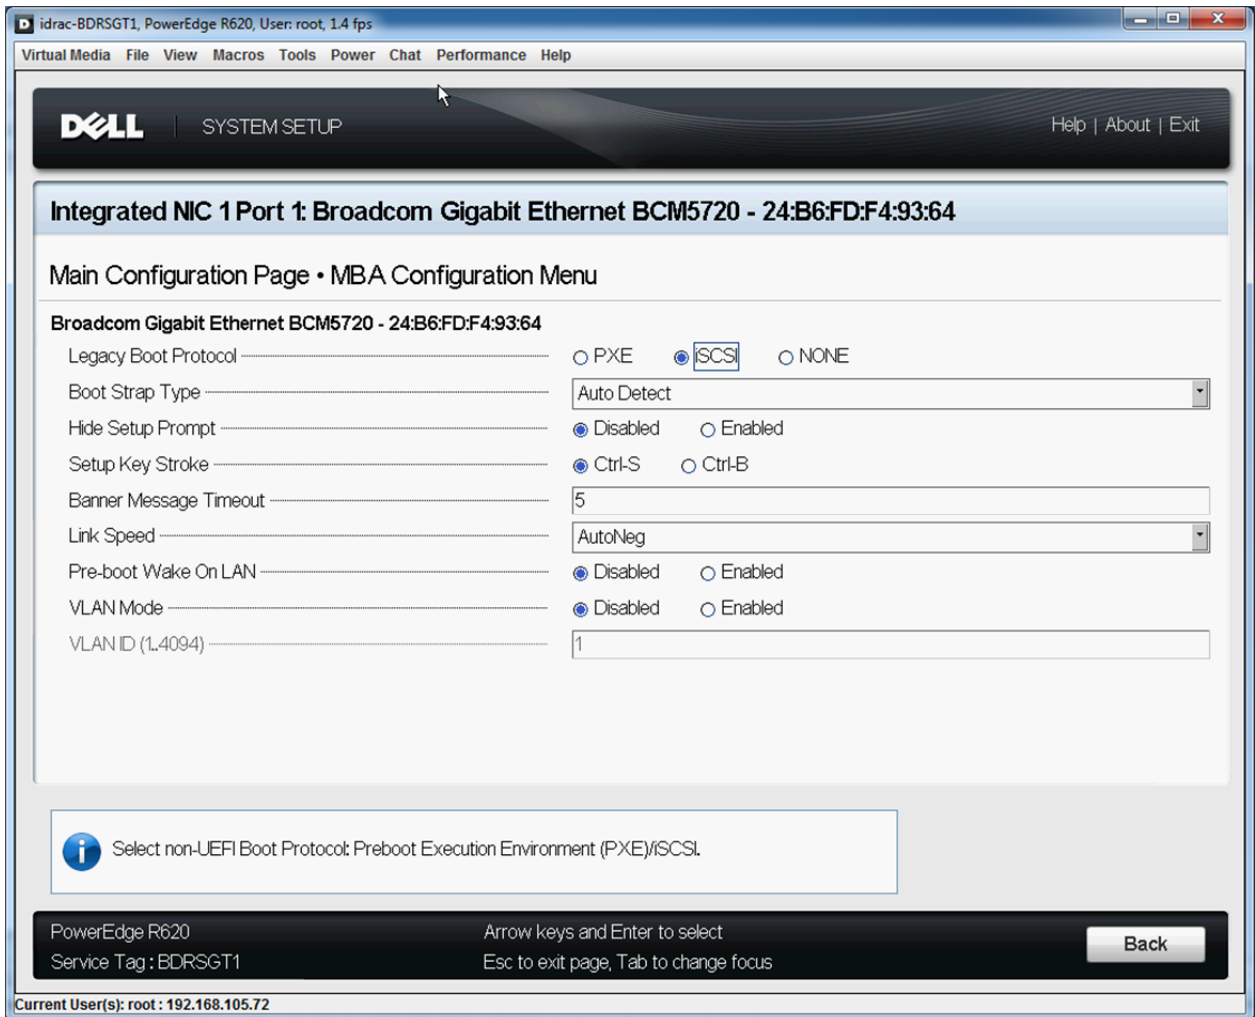 idrac-BDRSGT1, PowerEdge R620, User: root, 1.4 fps
Virtual Media File View Macros Tools Power Chat Performance Help
DELL SYSTEM SETUP Help | About | Exit
Integrated NIC 1 Port 1: Broadcom Gigabit Ethernet BCM5720 - 24:B6:FD:F4:93:64
Main Configuration Page • MBA Configuration Menu
Broadcom Gigabit Ethernet BCM5720 - 24:B6:FD:F4:93:64
Legacy Boot Protocol PXE iSCSI NONE
Boot Strap Type Auto Detect
Hide Setup Prompt Disabled Enabled
Setup Key Stroke Ctrl-S Ctrl-B
Banner Message Timeout 5
Link Speed AutoNeg
Pre-boot Wake On LAN Disabled Enabled
VLAN Mode Disabled Enabled
VLAN ID (1..4094) 1
Select non-UEFI Boot Protocol: Preboot Execution Environment (PXE)/iSCSI.
PowerEdge R620 Arrow keys and Enter to select
Service Tag : BDRSGT1 Esc to exit page, Tab to change focus
Back
Current User(s): root : 192.168.105.72